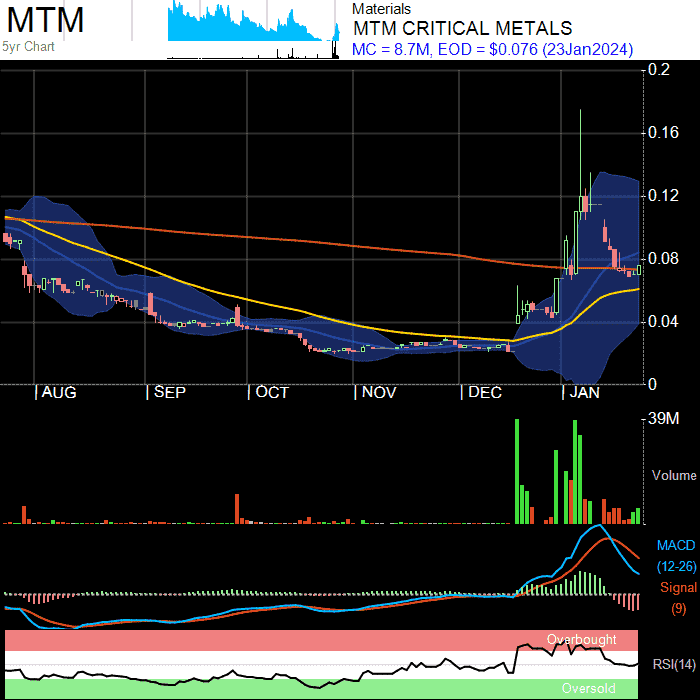 MTM
5yr Chart
Materials
MTM CRITICAL METALS
MC = 8.7M, EOD = $0.076 (23Jan2024)
0.2
0.16
0.12
0.08
0.04
0
AUG
SEP
OCT
NOV
DEC
JAN
39M
Volume
MACD
(12-26)
Signal
(9)
Overbought
RSI(14)
Oversold